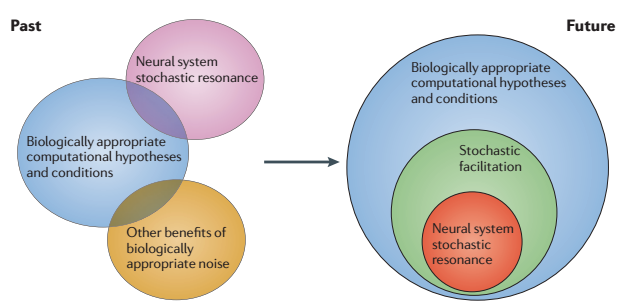 Past
Neural system
stochastic resonance
Biologically appropriate
computational hypotheses
and conditions
Other benefits of
biologically
appropriate noise
Future
Biologically appropriate
computational hypotheses
and conditions
Stochastic
facilitation
Neural system
stochastic
resonance